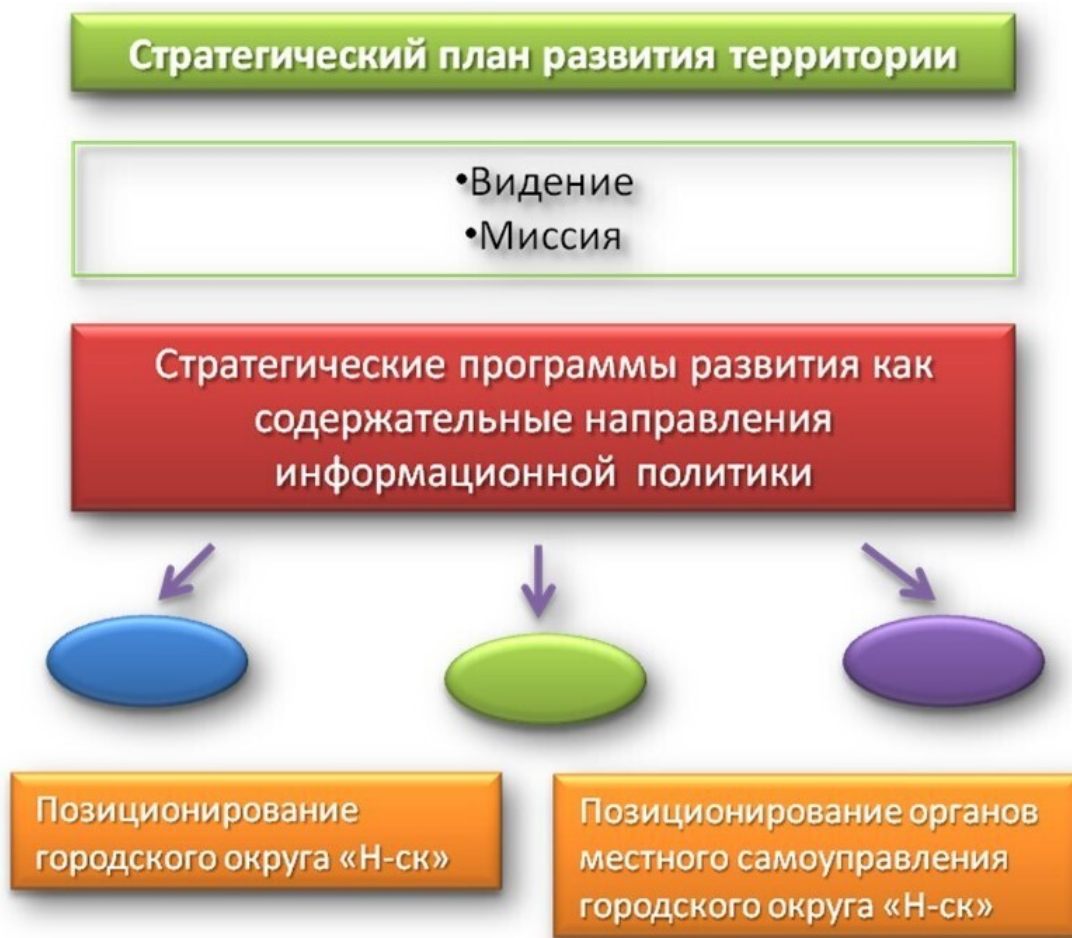 Стратегический план развития территории
•Видение
•Миссия
Стратегические программы развития как
содержательные направления
информационной политики
Позиционирование
городского округа «Н-ск»
Позиционирование органов
местного самоуправления
городского округа «Н-ск»